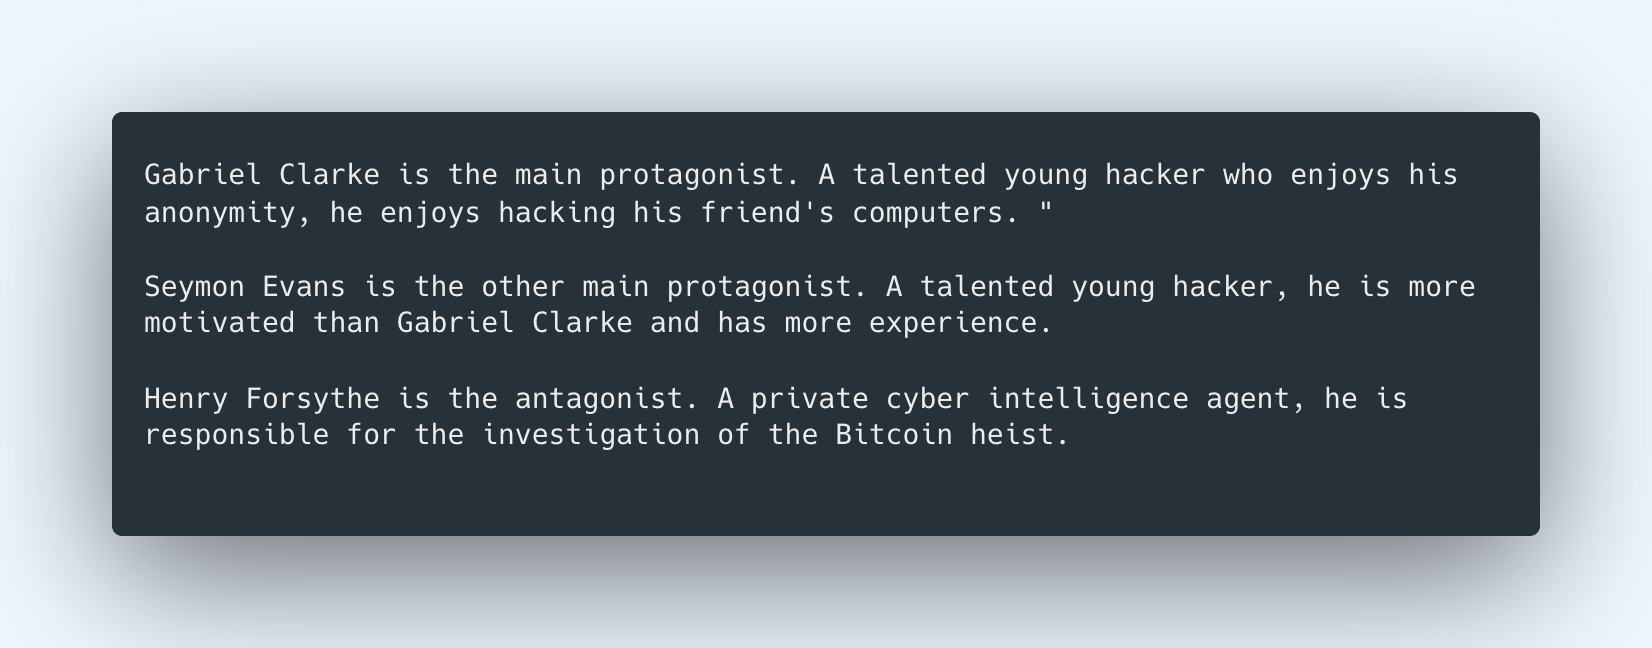 Gabriel Clarke is the main protagonist. A talented young hacker who enjoys his
anonymity, he enjoys hacking his friend's computers. "
Seymon Evans is the other main protagonist. A talented young hacker, he is more
motivated than Gabriel Clarke and has more experience.
Henry Forsythe is the antagonist. A private cyber intelligence agent, he is
responsible for the investigation of the Bitcoin heist.